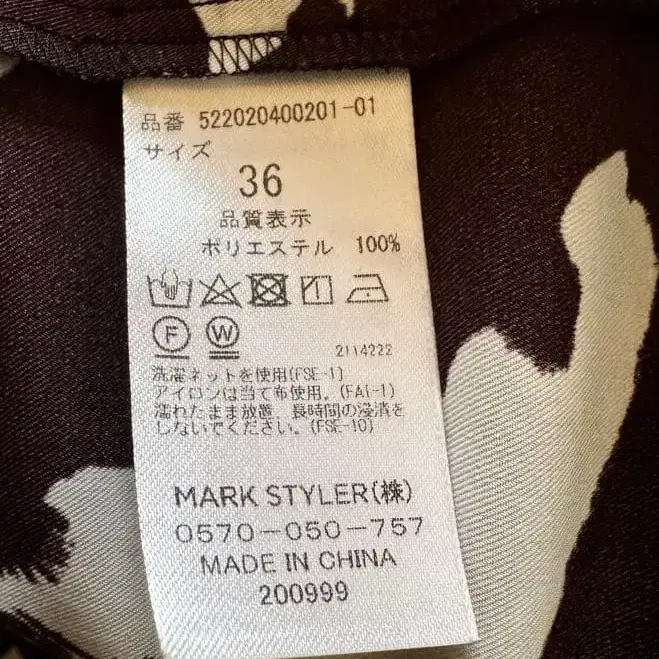 品番 522020400201-01
サイズ
36
品質表示
ポリエステル 100%
F W
2114222
洗濯ネットを使用(FSE-1)
アイロンは当て布使用。(FAI-1)
濡れたまま放置、長時間の浸漬を
しないでください。(FSE-10)
MARK STYLER(株)
0570-050-757
MADE IN CHINA
200999